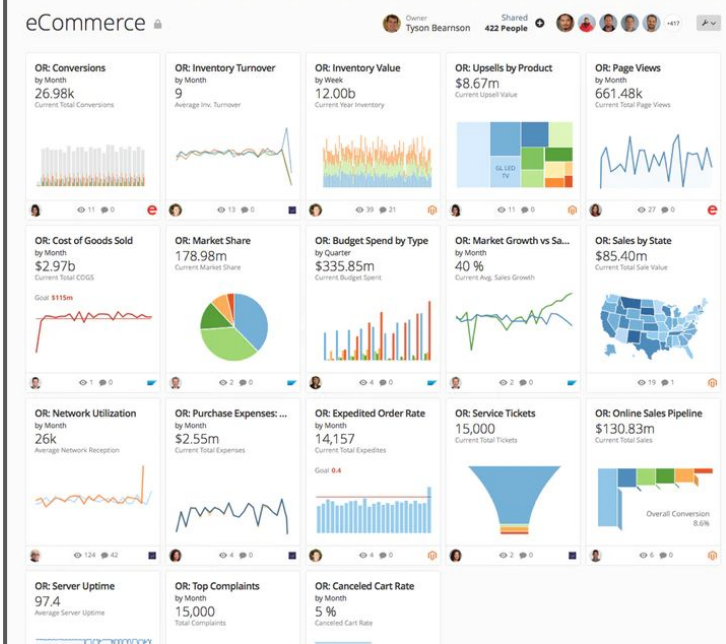 eCommerce
Owner
Tyson Bearnson
Shared
422 People
+417
OR: Conversions
by Month
26.98k
Current Total Conversions
11
0
OR: Inventory Turnover
by Month
9
Average Inv. Turnover
13
0
OR: Inventory Value
by Week
12.00b
Current Year Inventory
39
21
OR: Upsells by Product
$8.67m
Current Upsell Value
GL LED
TV
11
0
OR: Page Views
by Month
661.48k
Current Total Page Views
27
0
OR: Cost of Goods Sold
by Month
$2.97b
Current Total COGS
Goal $115m
1
0
OR: Market Share
178.98m
Current Market Share
2
0
OR: Budget Spend by Type
by Quarter
$335.85m
Current Budget Spent
4
0
OR: Market Growth vs Sa...
by Month
40 %
Current Avg. Sales Growth
2
0
OR: Sales by State
$85.40m
Current Total Sale Value
19
1
OR: Network Utilization
by Month
26k
Average Network Reception
124
42
OR: Purchase Expenses: ...
by Month
$2.55m
Current Total Expenses
4
0
OR: Expedited Order Rate
by Month
14,157
Current Total Expedites
Goal 0.4
4
0
OR: Service Tickets
15,000
Current Total Tickets
2
0
OR: Online Sales Pipeline
$130.83m
Current Total Sales
Overall Conversion
8.6%
6
0
OR: Server Uptime
97.4
Average Server Uptime
OR: Top Complaints
by Month
15,000
Total Complaints
OR: Canceled Cart Rate
by Month
5 %
Canceled Cart Rate